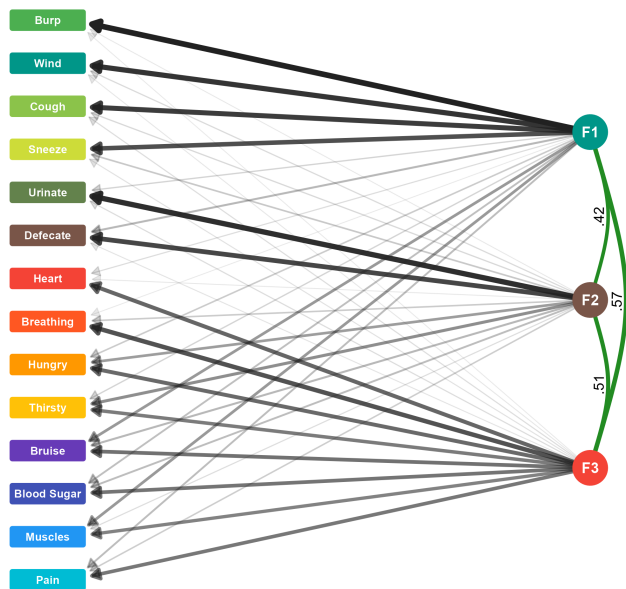 Burp
Wind
Cough
Sneeze
Urinate
Defecate
Heart
Breathing
Hungry
Thirsty
Bruise
Blood Sugar
Muscles
Pain
F1
F2
F3
.42
.57
.51